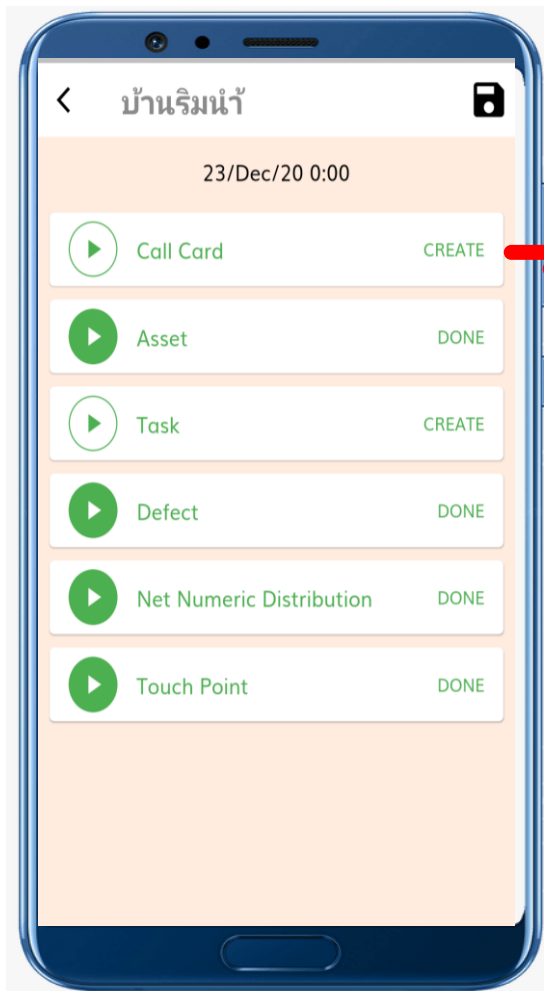 บ้านริมนำ้
23/Dec/20 0:00
Call Card CREATE
Asset DONE
Task CREATE
Defect DONE
Net Numeric Distribution DONE
Touch Point DONE